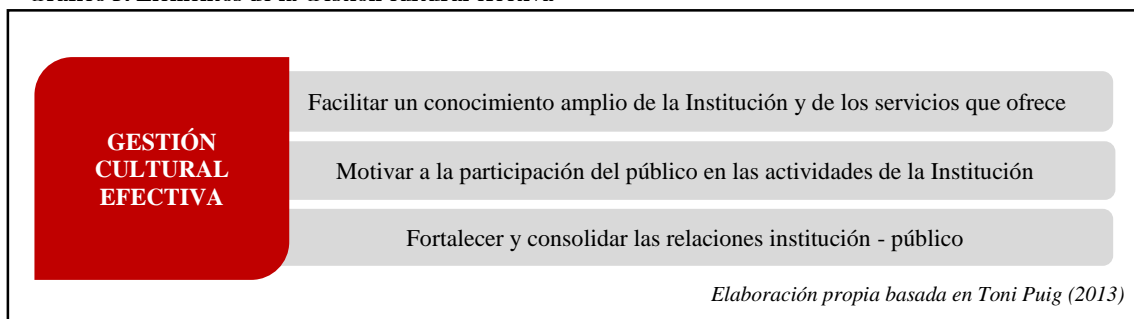 GESTIÓN
CULTURAL
EFECTIVA
Facilitar un conocimiento amplio de la Institución y de los servicios que ofrece
Motivar a la participación del público en las actividades de la Institución
Fortalecer y consolidar las relaciones institución - público
Elaboración propia basada en Toni Puig (2013)